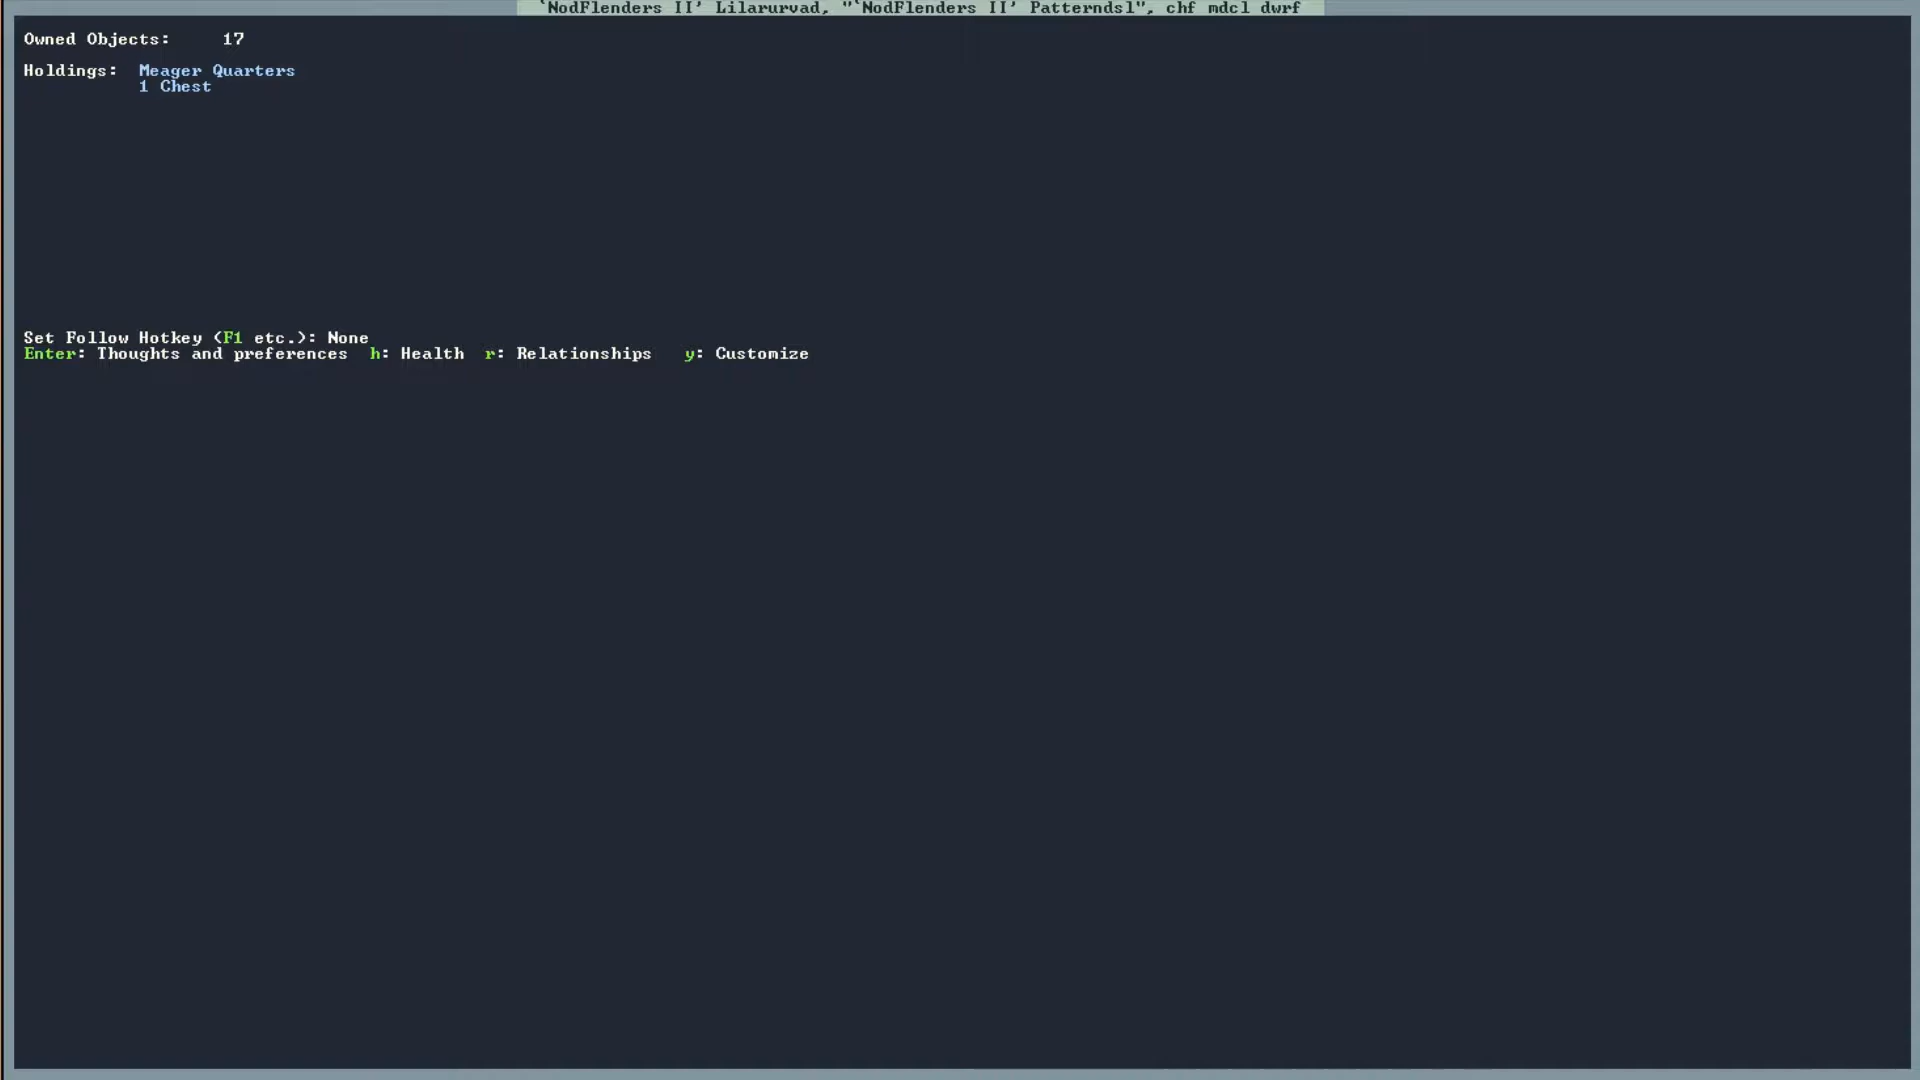 `NodFlenders II' Lilarurvad, "`NodFlenders II' Patterndsl", chf mdcl dwrf
Owned Objects: 17
Holdings: Meager Quarters
1 Chest
Set Follow Hotkey (F1 etc.): None
Enter: Thoughts and preferences h: Health r: Relationships y: Customize